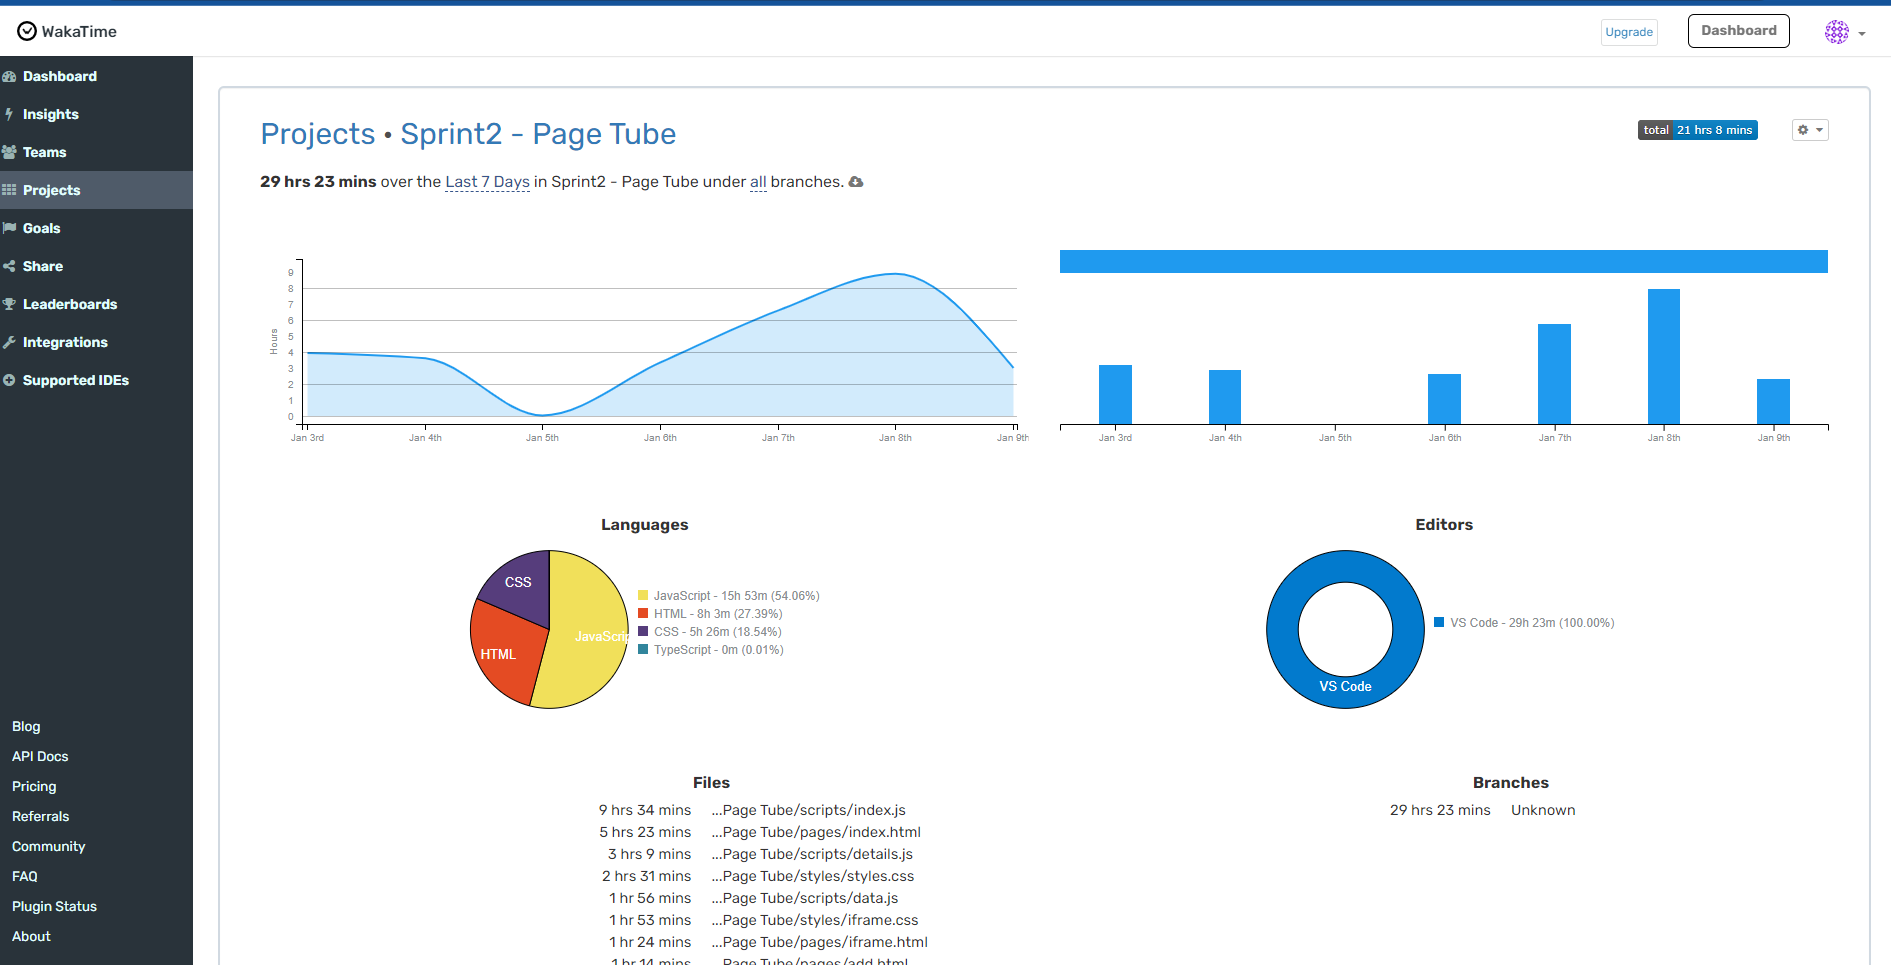 WakaTime
Upgrade
Dashboard
Dashboard
Insights
Teams
Projects
Goals
Share
Leaderboards
Integrations
Supported IDEs
Blog
API Docs
Pricing
Referrals
Community
FAQ
Plugin Status
About
Projects • Sprint2 - Page Tube
total 21 hrs 8 mins
29 hrs 23 mins over the Last 7 Days in Sprint2 - Page Tube under all branches.
Hours
9
8
7
6
5
4
3
2
1
0
Jan 3rd Jan 4th Jan 5th Jan 6th Jan 7th Jan 8th Jan 9th
Jan 3rd Jan 4th Jan 5th Jan 6th Jan 7th Jan 8th Jan 9th
Languages
CSS
JavaScrip
HTML
JavaScript - 15h 53m (54.06%)
HTML - 8h 3m (27.39%)
CSS - 5h 26m (18.54%)
TypeScript - 0m (0.01%)
Editors
VS Code
VS Code - 29h 23m (100.00%)
Files
9 hrs 34 mins ...Page Tube/scripts/index.js
5 hrs 23 mins ...Page Tube/pages/index.html
3 hrs 9 mins ...Page Tube/scripts/details.js
2 hrs 31 mins ...Page Tube/styles/styles.css
1 hr 56 mins ...Page Tube/scripts/data.js
1 hr 53 mins ...Page Tube/styles/iframe.css
1 hr 24 mins ...Page Tube/pages/iframe.html
1 hr 14 mins ...Page Tube/pages/add.html
Branches
29 hrs 23 mins Unknown